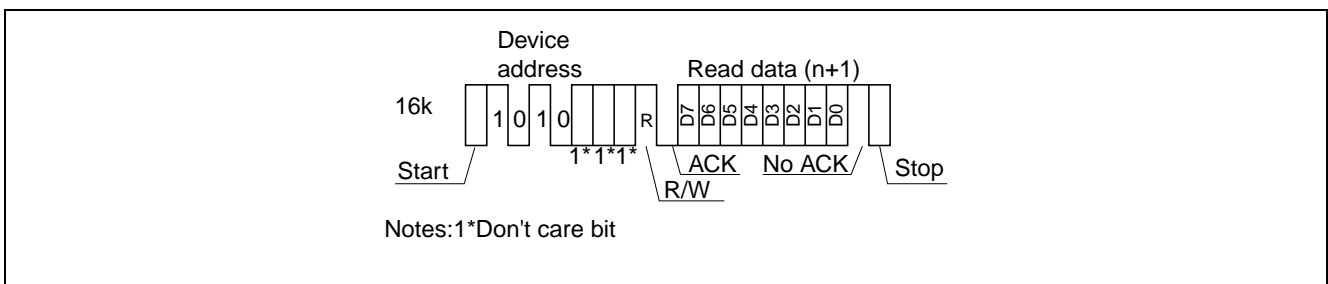 Device
address
Read data (n+1)
16k
1 0 1 0
R
D7 D6 D5 D4 D3 D2 D1 D0
1* 1* 1*
Start
ACK
No ACK
Stop
R/W
Notes:1*Don't care bit